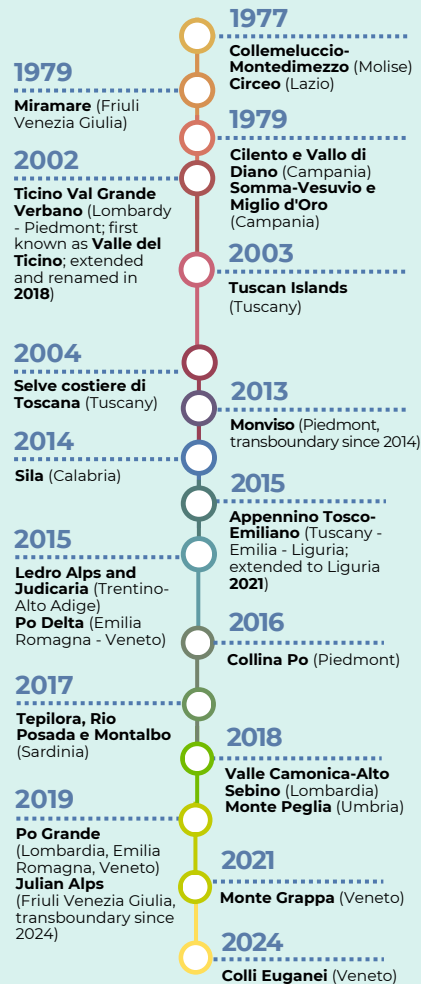 1977
Collemeluccio-
Montedimezzo (Molise)
Circeo (Lazio)
1979
Miramare (Friuli
Venezia Giulia)
1979
Cilento e Vallo di
Diano (Campania)
Somma-Vesuvio e
Miglio d'Oro
(Campania)
2002
Ticino Val Grande
Verbano (Lombardy
- Piedmont; first
known as Valle del
Ticino; extended
and renamed in
2018)
2003
Tuscan Islands
(Tuscany)
2004
Selve costiere di
Toscana (Tuscany)
2013
Monviso (Piedmont,
transboundary since 2014)
2014
Sila (Calabria)
2015
Appennino Tosco-
Emiliano (Tuscany -
Emilia - Liguria;
extended to Liguria
2021)
2015
Ledro Alps and
Judicaria (Trentino-
Alto Adige)
Po Delta (Emilia
Romagna - Veneto)
2016
Collina Po (Piedmont)
2017
Tepilora, Rio
Posada e Montalbo
(Sardinia)
2018
Valle Camonica-Alto
Sebino (Lombardia)
Monte Peglia (Umbria)
2019
Po Grande
(Lombardia, Emilia
Romagna, Veneto)
Julian Alps
(Friuli Venezia Giulia,
transboundary since
2024)
2021
Monte Grappa (Veneto)
2024
Colli Euganei (Veneto)